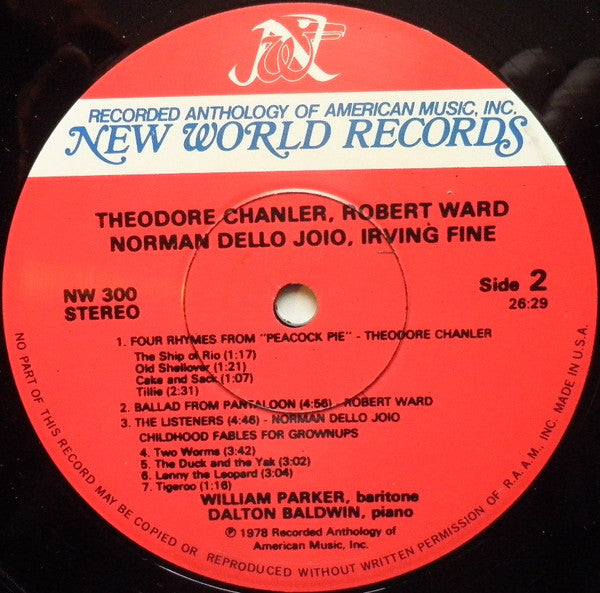 RECORDED ANTHOLOGY OF AMERICAN MUSIC, INC.
NEW WORLD RECORDS
THEODORE CHANLER, ROBERT WARD
NORMAN DELLO JOIO, IRVING FINE
NW 300
STEREO
Side 2
26:29
1. FOUR RHYMES FROM "PEACOCK PIE" - THEODORE CHANLER
The Ship of Rio (1:17)
Old Shellover (1:21)
Cake and Sack (1:07)
Tillie (2:31)
2. BALLAD FROM PANTALOON (4:56) - ROBERT WARD
3. THE LISTENERS (4:46) - NORMAN DELLO JOIO
CHILDHOOD FABLES FOR GROWNUPS
4. Two Worms (3:42)
5. The Duck and the Yak (3:02)
6. Lenny the Leopard (3:04)
7. Tigeroo (1:16)
WILLIAM PARKER, baritone
DALTON BALDWIN, piano
℗ 1978 Recorded Anthology of
American Music, Inc.
NO PART OF THIS RECORD MAY BE COPIED OR REPRODUCED WITHOUT WRITTEN PERMISSION OF R.A.A.M., INC. MADE IN U.S.A.